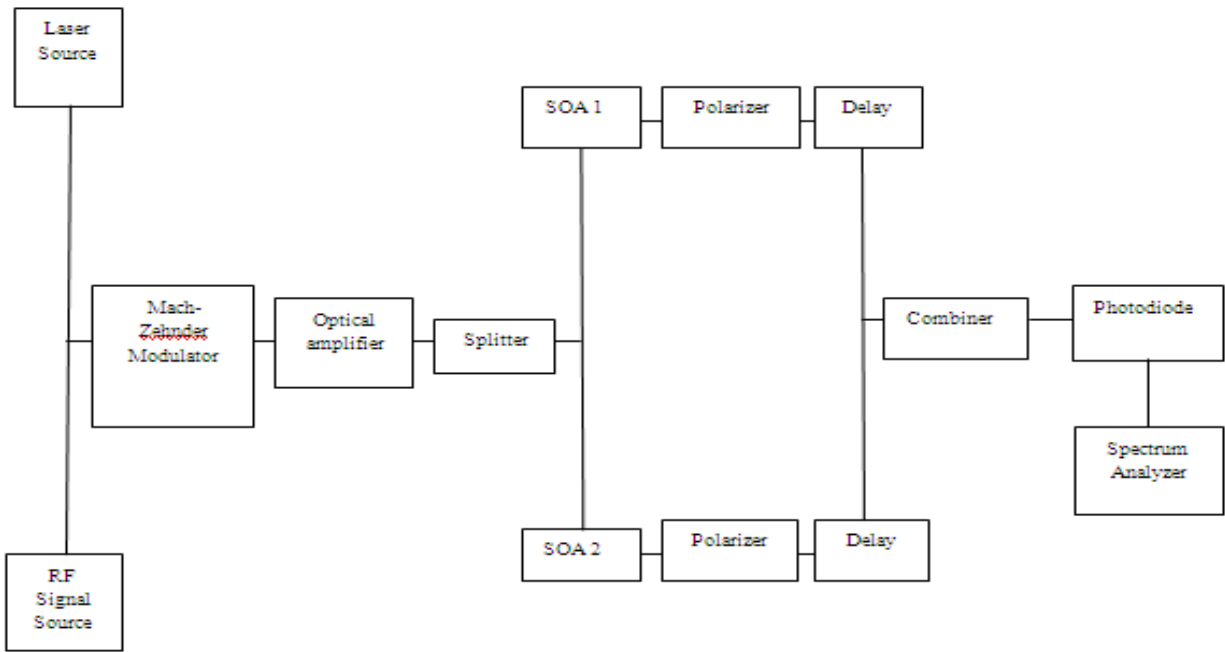 Laser
Source
SOA 1
Polarizer
Delay
Mach-
Zehnder
Modulator
Optical
amplifier
Splitter
Combiner
Photodiode
Spectrum
Analyzer
SOA 2
Polarizer
Delay
RF
Signal
Source